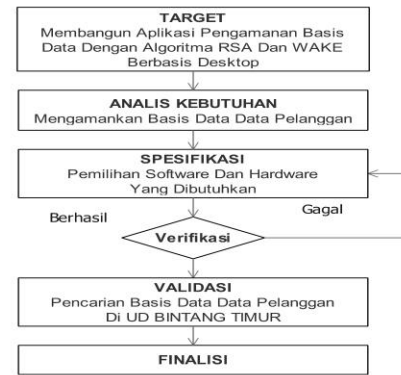 TARGET
Membangun Aplikasi Pengamanan Basis
Data Dengan Algoritma RSA Dan WAKE
Berbasis Desktop
ANALIS KEBUTUHAN
Mengamankan Basis Data Data Pelanggan
SPESIFIKASI
Pemilihan Software Dan Hardware
Yang Dibutuhkan
Berhasil
Gagal
Verifikasi
VALIDASI
Pencarian Basis Data Data Pelanggan
Di UD BINTANG TIMUR
FINALISI